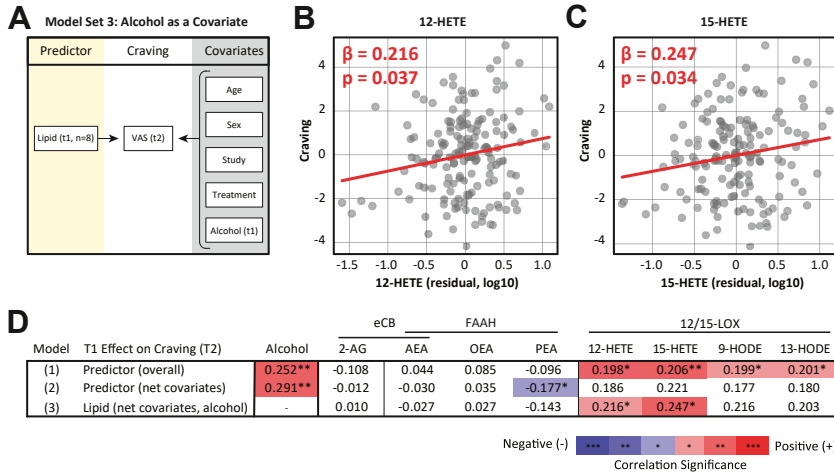 A Model Set 3: Alcohol as a Covariate
Predictor Craving Covariates
Age
Sex
Lipid (t1, n=8) VAS (t2)
Study
Treatment
Alcohol (t1)
B 12-HETE
β = 0.216
p = 0.037
4
2
0
-2
-4
Craving
-1.5 -1.0 -0.5 0.0 0.5 1.0
12-HETE (residual, log10)
C 15-HETE
β = 0.247
p = 0.034
4
2
0
-2
-4
Craving
-1.0 -0.5 0.0 0.5 1.0
15-HETE (residual, log10)
D
eCB FAAH 12/15-LOX
Model T1 Effect on Craving (T2) Alcohol 2-AG AEA OEA PEA 12-HETE 15-HETE 9-HODE 13-HODE
(1) Predictor (overall) 0.252** -0.108 0.044 0.085 -0.096 0.198* 0.206** 0.199* 0.201*
(2) Predictor (net covariates) 0.291** -0.012 -0.030 0.035 -0.177* 0.186 0.221 0.177 0.180
(3) Lipid (net covariates, alcohol) - 0.010 -0.027 0.027 -0.143 0.216* 0.247* 0.216 0.203
Negative (-) *** ** * * ** *** Positive (+)
Correlation Significance